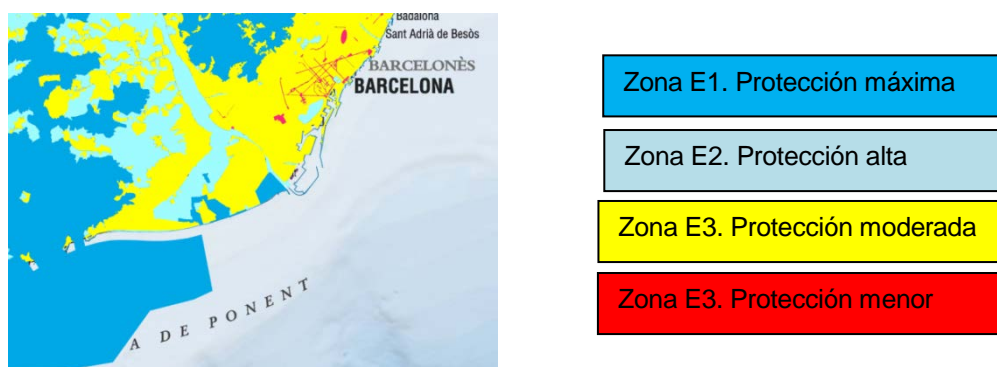 Badalona
Sant Adrià de Besòs
BARCELONÈS
BARCELONA
A DE PONENT
Zona E1. Protección máxima
Zona E2. Protección alta
Zona E3. Protección moderada
Zona E3. Protección menor